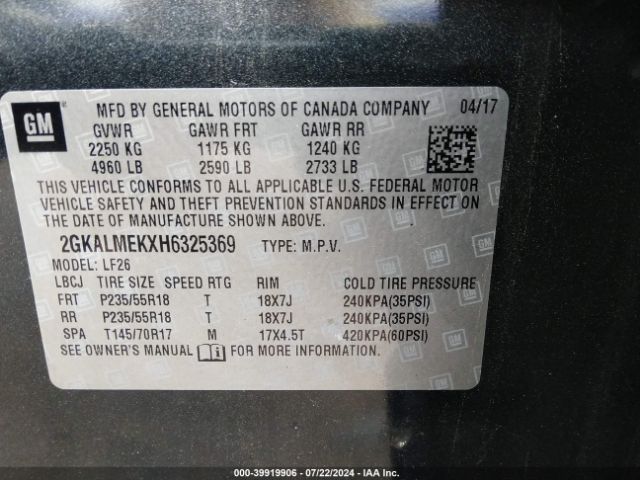 GM
MFD BY GENERAL MOTORS OF CANADA COMPANY 04/17
GVWR GAWR FRT GAWR RR
2250 KG 1175 KG 1240 KG
4960 LB 2590 LB 2733 LB
THIS VEHICLE CONFORMS TO ALL APPLICABLE U.S. FEDERAL MOTOR
VEHICLE SAFETY AND THEFT PREVENTION STANDARDS IN EFFECT ON
THE DATE OF MANUFACTURE SHOWN ABOVE.
2GKALMEKXH6325369 TYPE: M.P.V.
MODEL: LF26
LBCJ TIRE SIZE SPEED RTG RIM COLD TIRE PRESSURE
FRT P235/55R18 T 18X7J 240KPA(35PSI)
RR P235/55R18 T 18X7J 240KPA(35PSI)
SPA T145/70R17 M 17X4.5T 420KPA(60PSI)
SEE OWNER'S MANUAL FOR MORE INFORMATION.
000-39919906 - 07/22/2024 - IAA Inc.